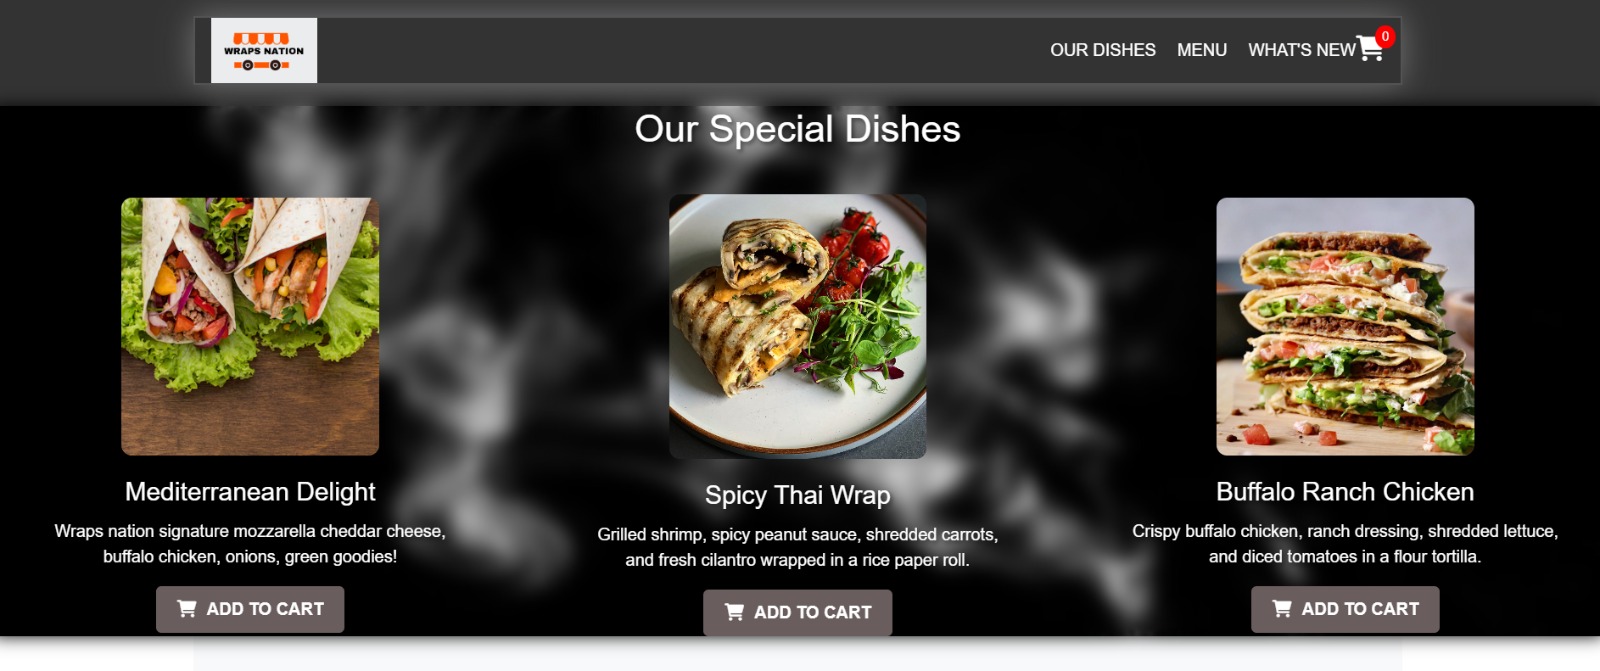 WRAPS NATION
OUR DISHES MENU WHAT'S NEW 0
Our Special Dishes
Mediterranean Delight
Wraps nation signature mozzarella cheddar cheese,
buffalo chicken, onions, green goodies!
ADD TO CART
Spicy Thai Wrap
Grilled shrimp, spicy peanut sauce, shredded carrots,
and fresh cilantro wrapped in a rice paper roll.
ADD TO CART
Buffalo Ranch Chicken
Crispy buffalo chicken, ranch dressing, shredded lettuce,
and diced tomatoes in a flour tortilla.
ADD TO CART